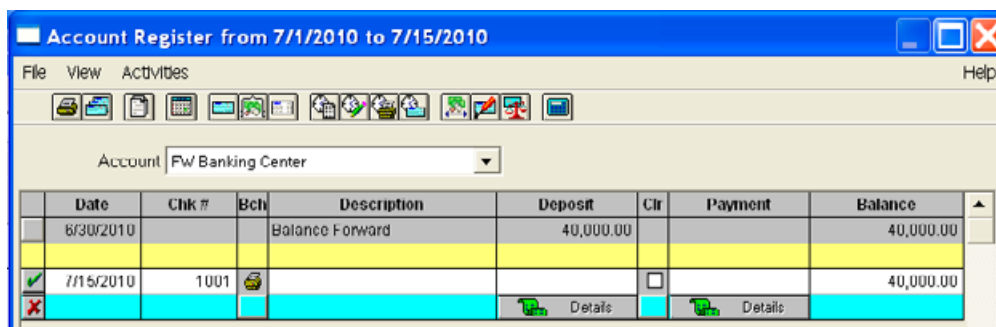 Account Register from 7/1/2010 to 7/15/2010
File View Activities Help
Account FW Banking Center
Date Chk # Bch Description Deposit Clr Payment Balance
6/30/2010 Balance Forward 40,000.00 40,000.00
7/15/2010 1001 40,000.00
Details Details